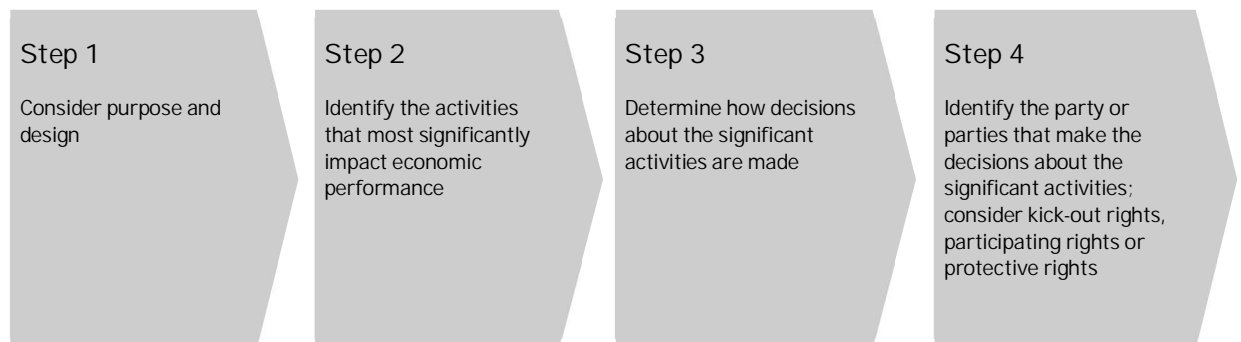 Step 1
Consider purpose and
design
Step 2
Identify the activities
that most significantly
impact economic
performance
Step 3
Determine how decisions
about the significant
activities are made
Step 4
Identify the party or
parties that make the
decisions about the
significant activities;
consider kick-out rights,
participating rights or
protective rights